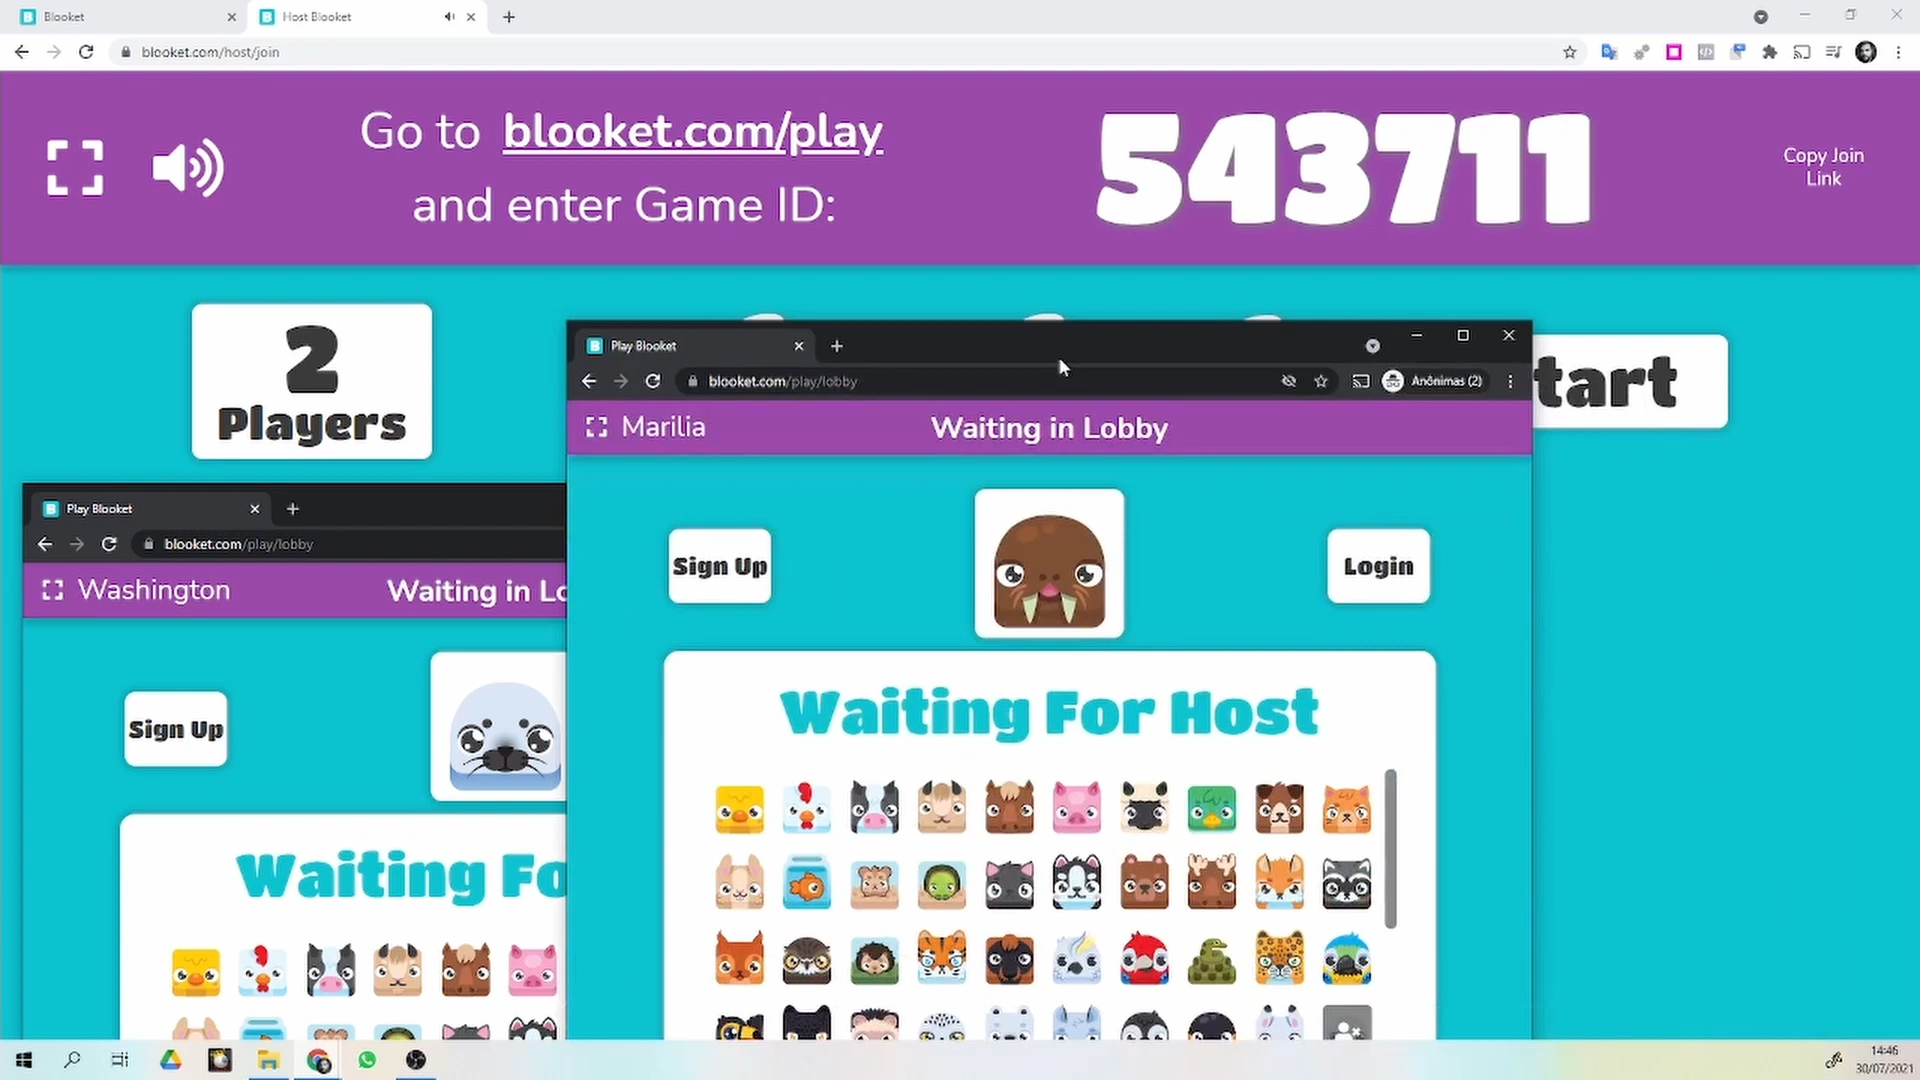 Blooket
Host Blooket
blooket.com/host/join
Go to blooket.com/play
and enter Game ID:
543711
Copy Join
Link
2
Players
tart
Play Blooket
blooket.com/play/lobby
Anônimas (2)
Marilia
Waiting in Lobby
Sign Up
Login
Waiting For Host
Play Blooket
blooket.com/play/lobby
Washington
Waiting in Lo
Sign Up
Waiting Fo
14:46
30/07/2021